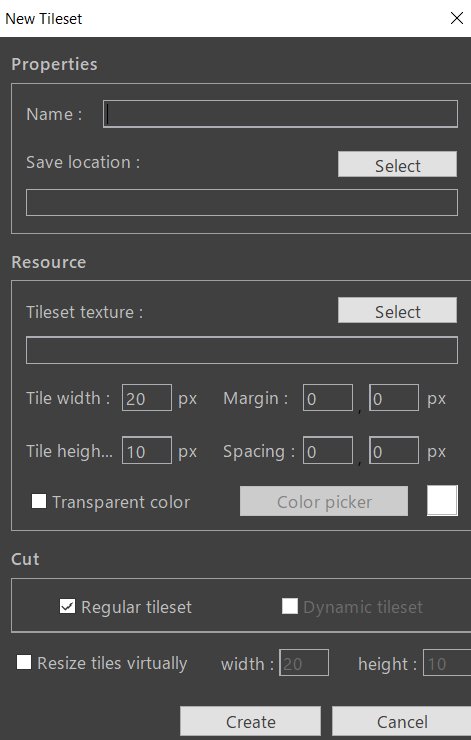 New Tileset
Properties
Name :
Save location :
Select
Resource
Tileset texture :
Select
Tile width : 20 px Margin : 0 , 0 px
Tile heigh... 10 px Spacing : 0 , 0 px
Transparent color Color picker
Cut
Regular tileset Dynamic tileset
Resize tiles virtually width : 20 height : 10
Create Cancel